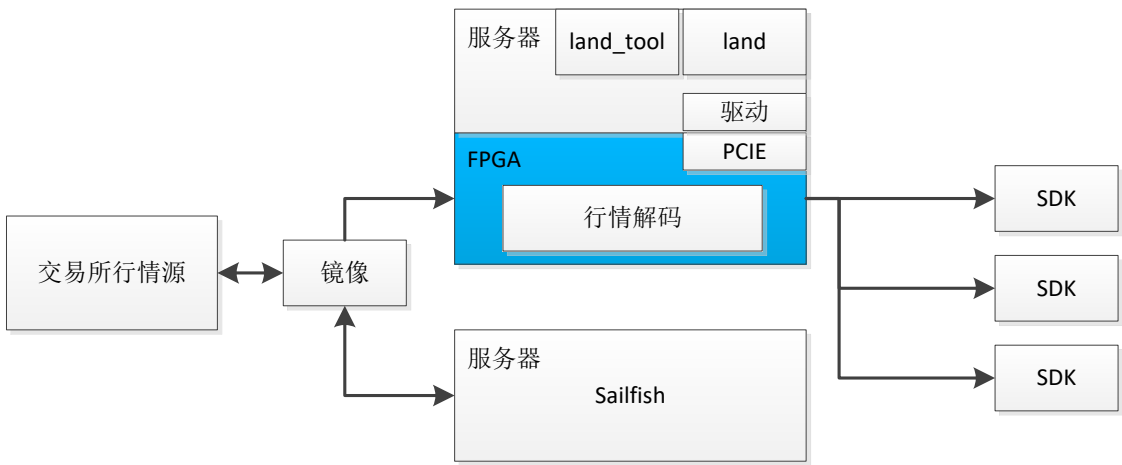 服务器
land_tool
land
驱动
FPGA
PCIE
行情解码
交易所行情源
镜像
服务器
Sailfish
SDK
SDK
SDK